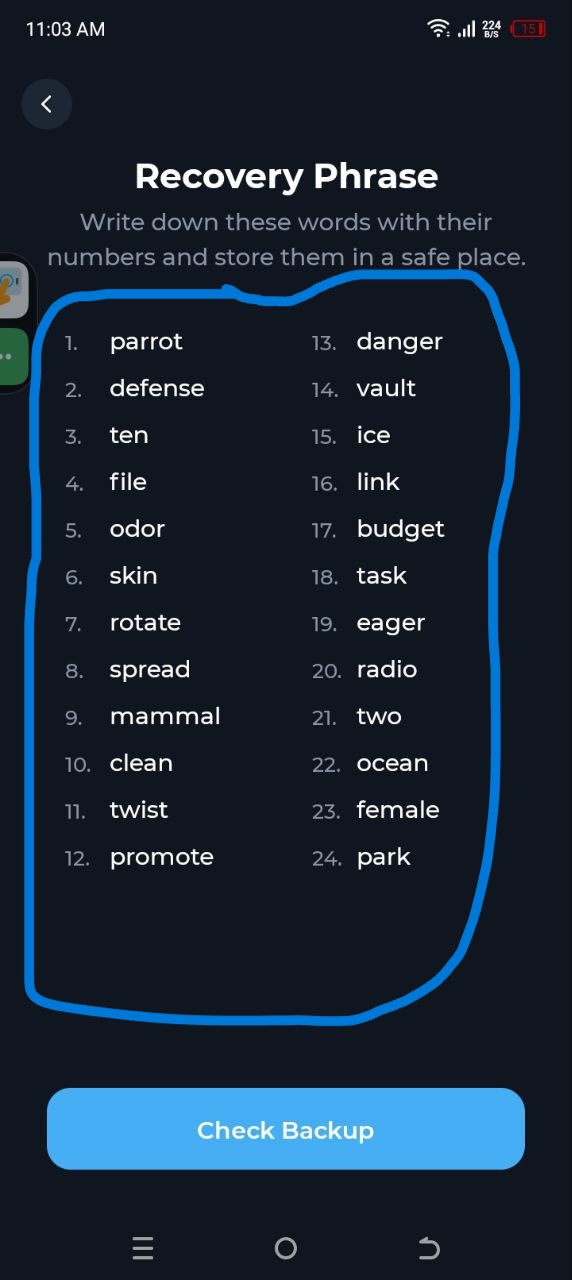 11:03 AM
224
B/S
15
Recovery Phrase
Write down these words with their
numbers and store them in a safe place.
1. parrot
2. defense
3. ten
4. file
5. odor
6. skin
7. rotate
8. spread
9. mammal
10. clean
11. twist
12. promote
13. danger
14. vault
15. ice
16. link
17. budget
18. task
19. eager
20. radio
21. two
22. ocean
23. female
24. park
Check Backup